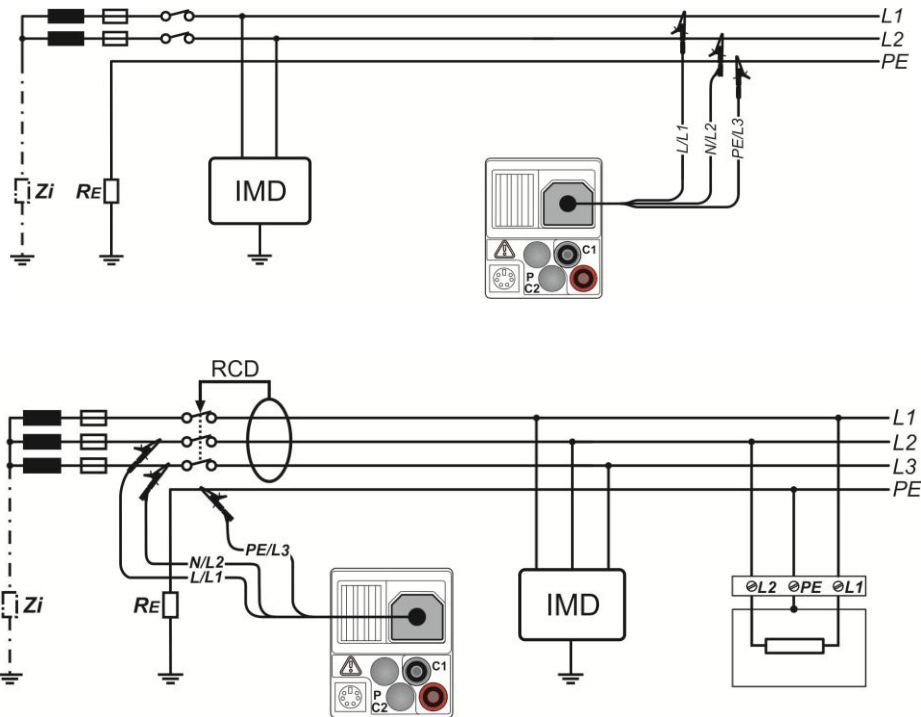 L1
L2
PE
L/L1
N/L2
PE/L3
Zi
RE
IMD
C1
P
C2
RCD
L1
L2
L3
PE
PE/L3
N/L2
L/L1
Zi
RE
IMD
L2 PE L1
C1
P
C2